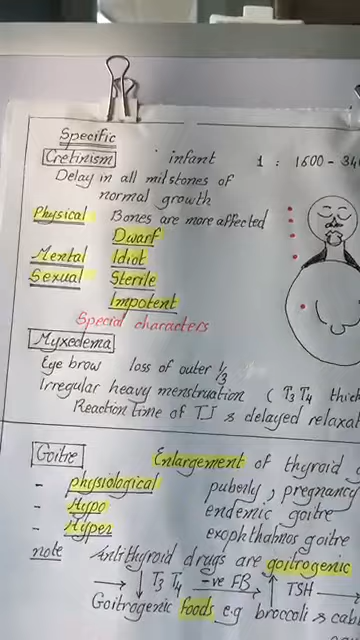 Specific
Cretinism infant 1 : 1600 - 34
Delay in all milstones of
normal growth
Physical Bones are more affected
Dwarf
Mental Idiot
Sexual Sterile
Impotent
Special characters
Myxedema
Eye brow loss of outer 1/3
Irregular heavy menstruation ( T3 T4 thick
Reaction time of TJ is delayed relaxat
Goitre Enlargement of thyroid
- physiological puberty, pregnancy
- Hypo endemic goitre
- Hyper exophthalmos goitre
note Antithyroid drugs are goitrogenic
→ ↓ T3 T4 -ve FB → ↑ TSH →
Goitrogenic foods e.g broccoli & cab